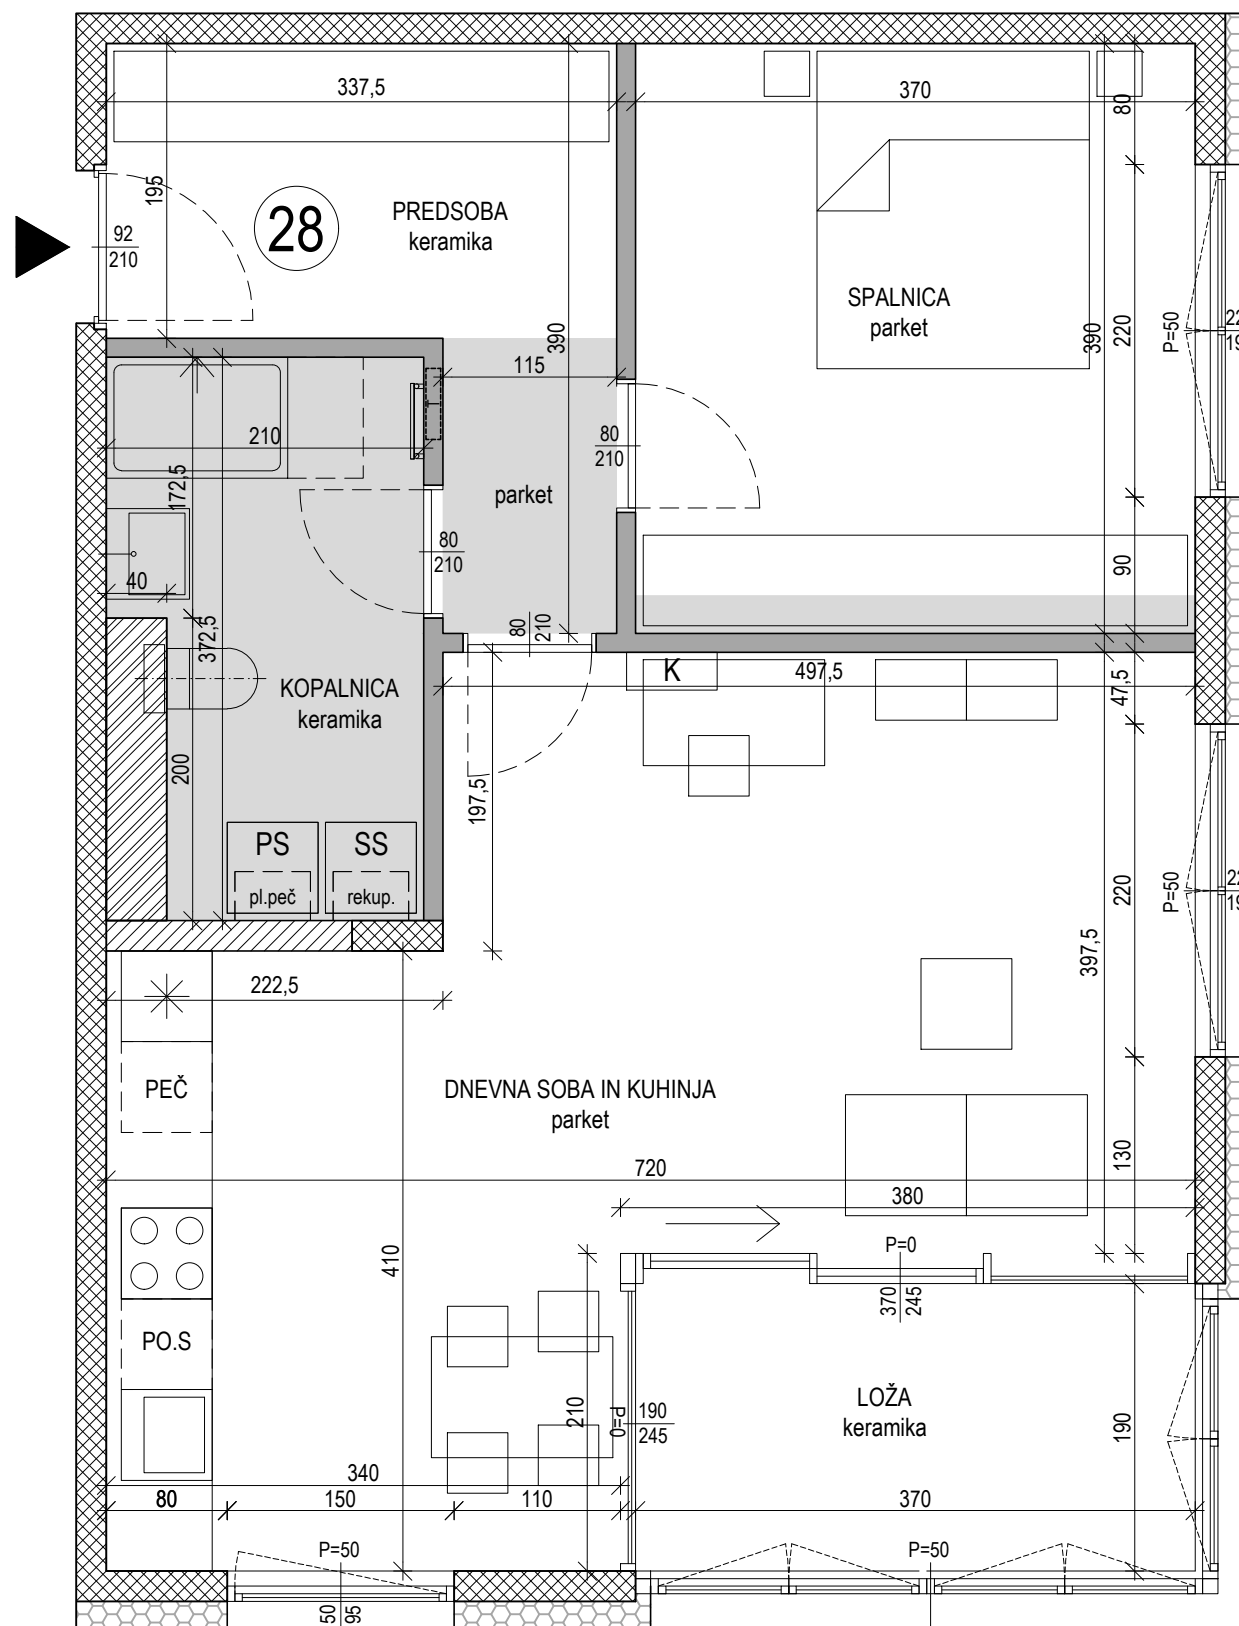 337,5
370
80
195
28
PREDSOBA
keramika
92
210
SPALNICA
parket
390
390
220
P=50
115
210
80
210
172,5
parket
80
210
40
90
372,5
80
210
K
497,5
47,5
KOPALNICA
keramika
200
197,5
PS
SS
pl.peč
rekup.
220
P=50
397,5
222,5
PEČ
DNEVNA SOBA IN KUHINJA
parket
130
720
380
410
P=0
370
245
PO.S
210
P=0
190
245
LOŽA
keramika
190
340
80
150
110
370
P=50
P=50
50
95